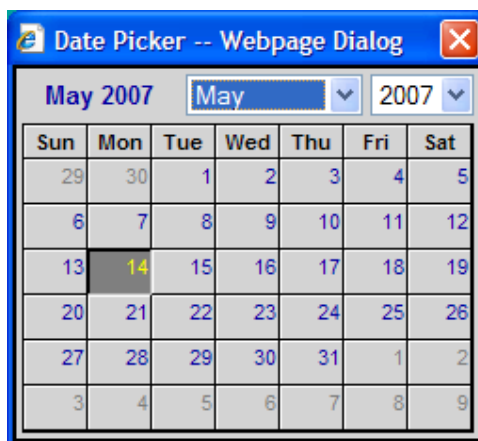 Date Picker -- Webpage Dialog
May 2007 May 2007
Sun Mon Tue Wed Thu Fri Sat
29 30 1 2 3 4 5
6 7 8 9 10 11 12
13 14 15 16 17 18 19
20 21 22 23 24 25 26
27 28 29 30 31 1 2
3 4 5 6 7 8 9